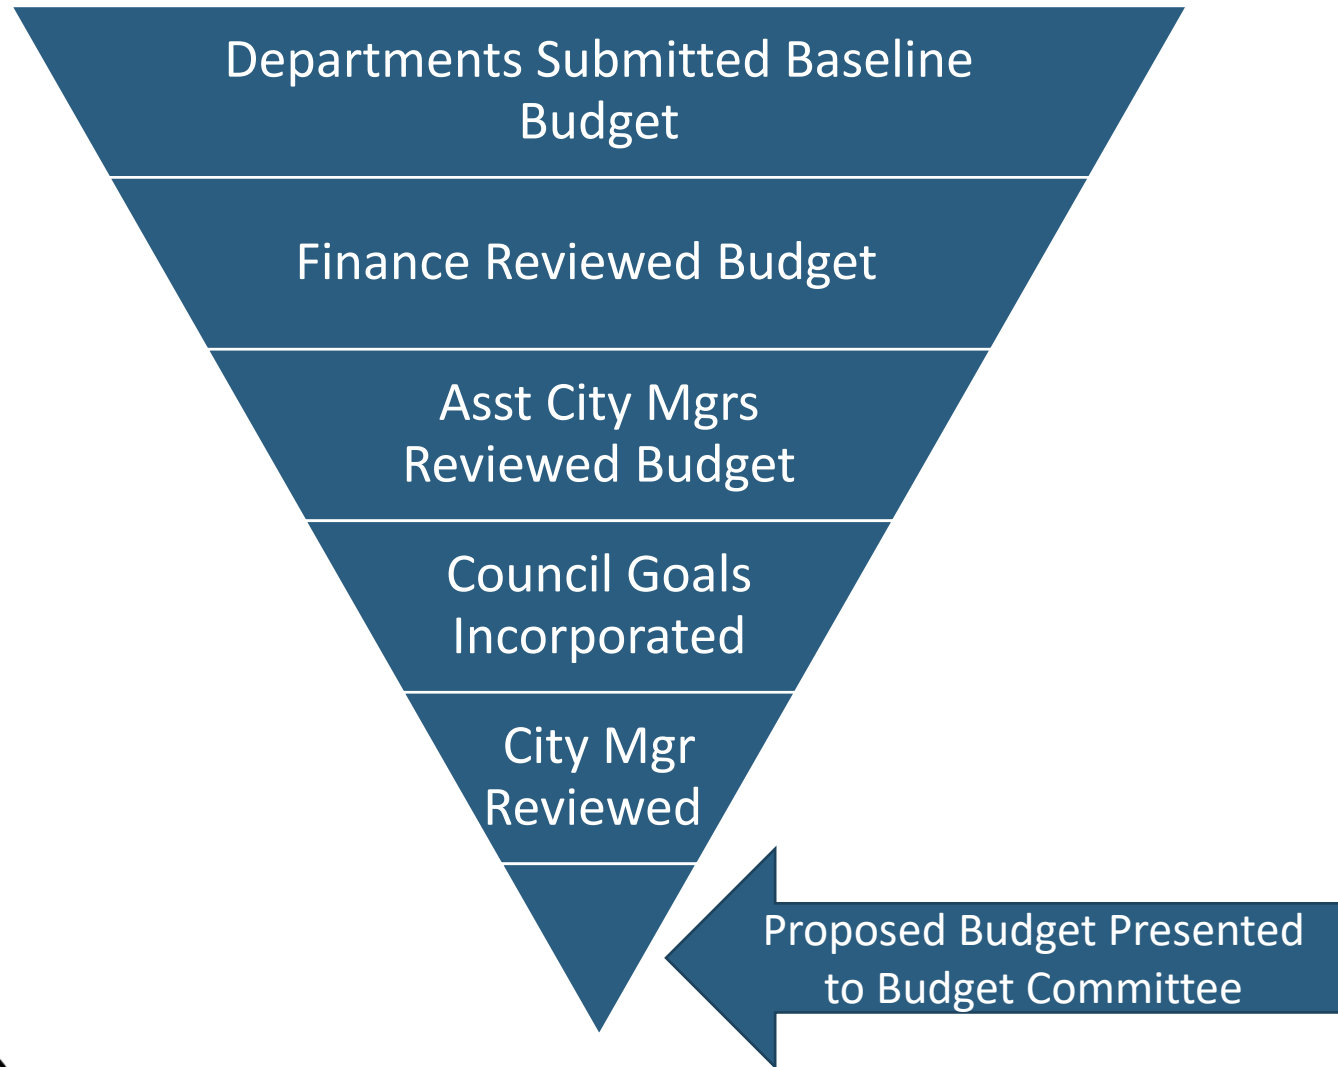 Departments Submitted Baseline
Budget
Finance Reviewed Budget
Asst City Mgrs
Reviewed Budget
Council Goals
Incorporated
City Mgr
Reviewed
Proposed Budget Presented
to Budget Committee